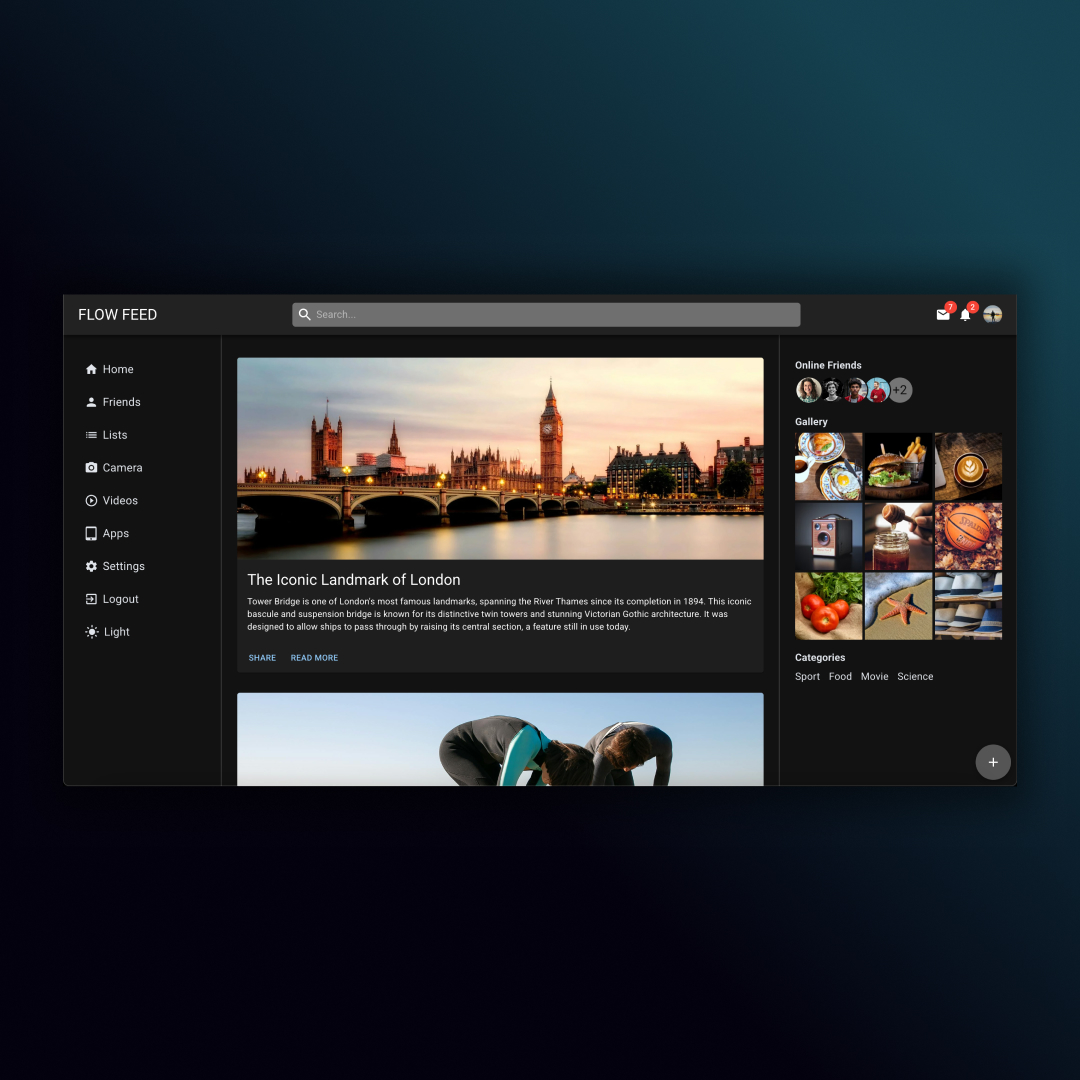 FLOW FEED
Search...
7
2
Home
Friends
Lists
Camera
Videos
Apps
Settings
Logout
Light
The Iconic Landmark of London
Tower Bridge is one of London's most famous landmarks, spanning the River Thames since its completion in 1894. This iconic
bascule and suspension bridge is known for its distinctive twin towers and stunning Victorian Gothic architecture. It was
designed to allow ships to pass through by raising its central section, a feature still in use today.
SHARE READ MORE
Online Friends
+2
Gallery
SPALDING
Categories
Sport Food Movie Science
+